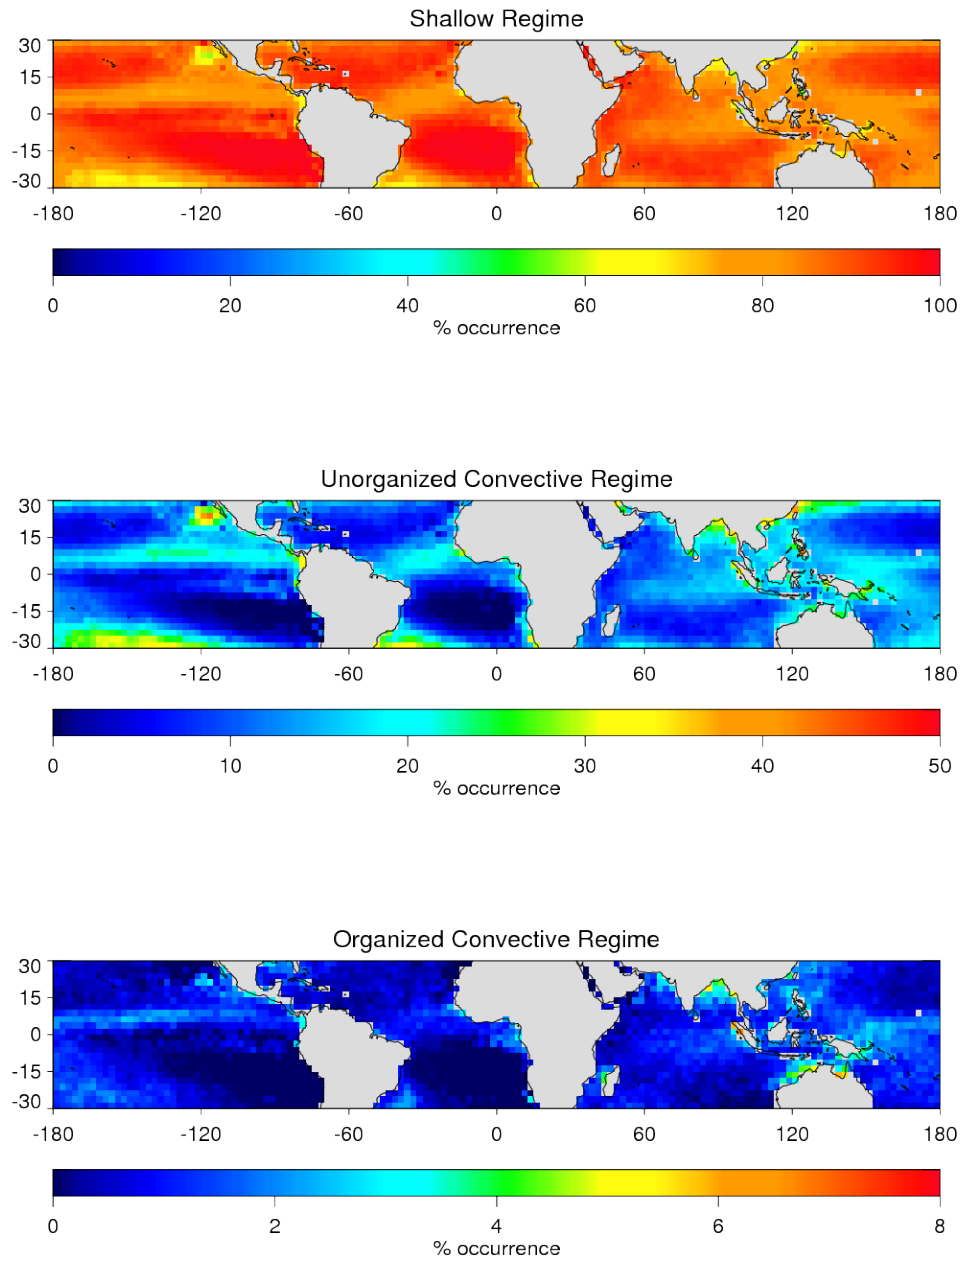 Shallow Regime
30
15
0
-15
-30
-180 -120 -60 0 60 120 180
0 20 40 60 80 100
% occurrence
Unorganized Convective Regime
30
15
0
-15
-30
-180 -120 -60 0 60 120 180
0 10 20 30 40 50
% occurrence
Organized Convective Regime
30
15
0
-15
-30
-180 -120 -60 0 60 120 180
0 2 4 6 8
% occurrence